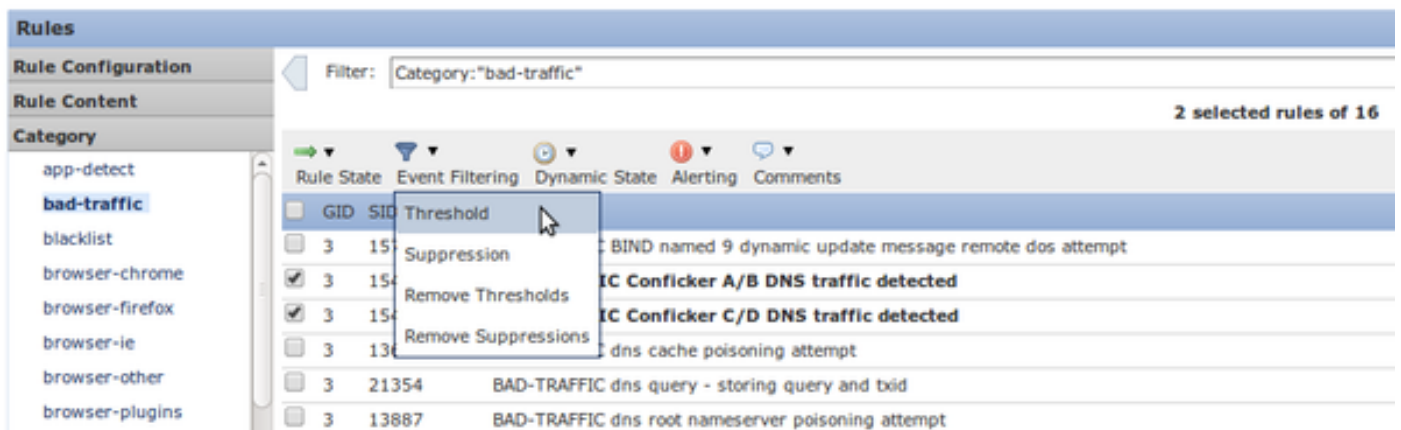 Rules
Rule Configuration
Rule Content
Category
app-detect
bad-traffic
blacklist
browser-chrome
browser-firefox
browser-ie
browser-other
browser-plugins
Filter: Category:"bad-traffic"
2 selected rules of 16
Rule State Event Filtering Dynamic State Alerting Comments
GID SID
Threshold
Suppression
Remove Thresholds
Remove Suppressions
3 BIND named 9 dynamic update message remote dos attempt
3 Conficker A/B DNS traffic detected
3 Conficker C/D DNS traffic detected
3 dns cache poisoning attempt
3 21354 BAD-TRAFFIC dns query - storing query and txid
3 13887 BAD-TRAFFIC dns root nameserver poisoning attempt